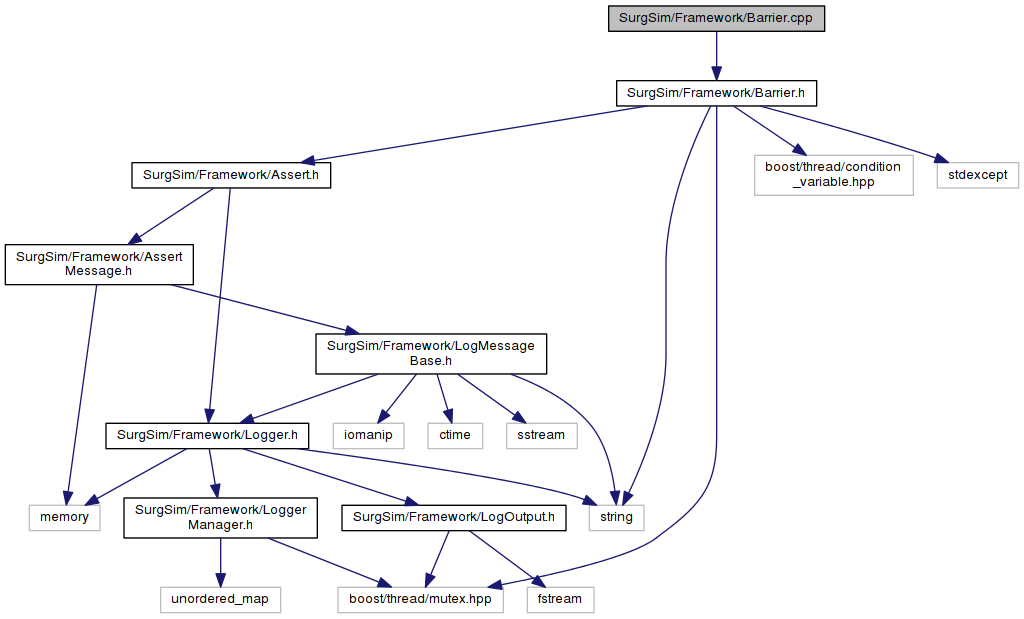 SurgSim/Framework/Barrier.cpp
SurgSim/Framework/Barrier.h
SurgSim/Framework/Assert.h
boost/thread/condition
_variable.hpp
stdexcept
SurgSim/Framework/Assert
Message.h
SurgSim/Framework/LogMessage
Base.h
SurgSim/Framework/Logger.h
iomanip
ctime
sstream
memory
SurgSim/Framework/Logger
Manager.h
SurgSim/Framework/LogOutput.h
string
unordered_map
boost/thread/mutex.hpp
fstream